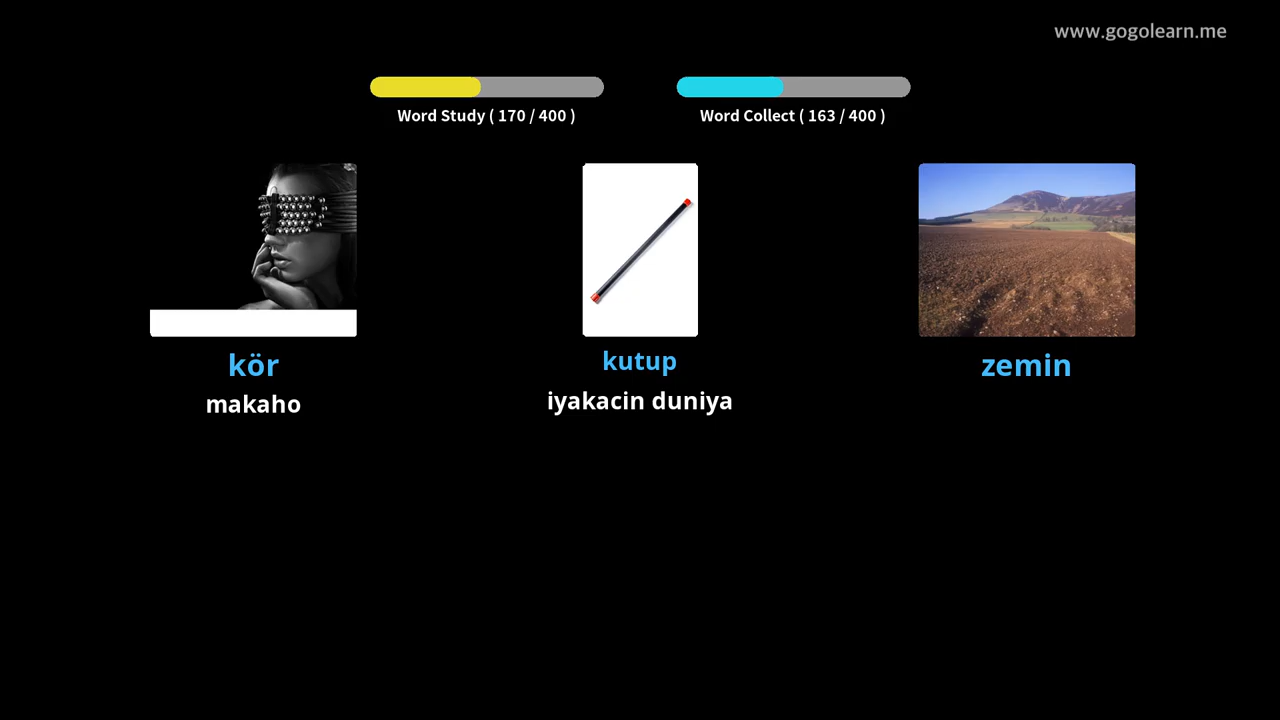 www.gogolearn.me
Word Study ( 170 / 400 )
Word Collect ( 163 / 400 )
kör
kutup
zemin
makaho
iyakacin duniya